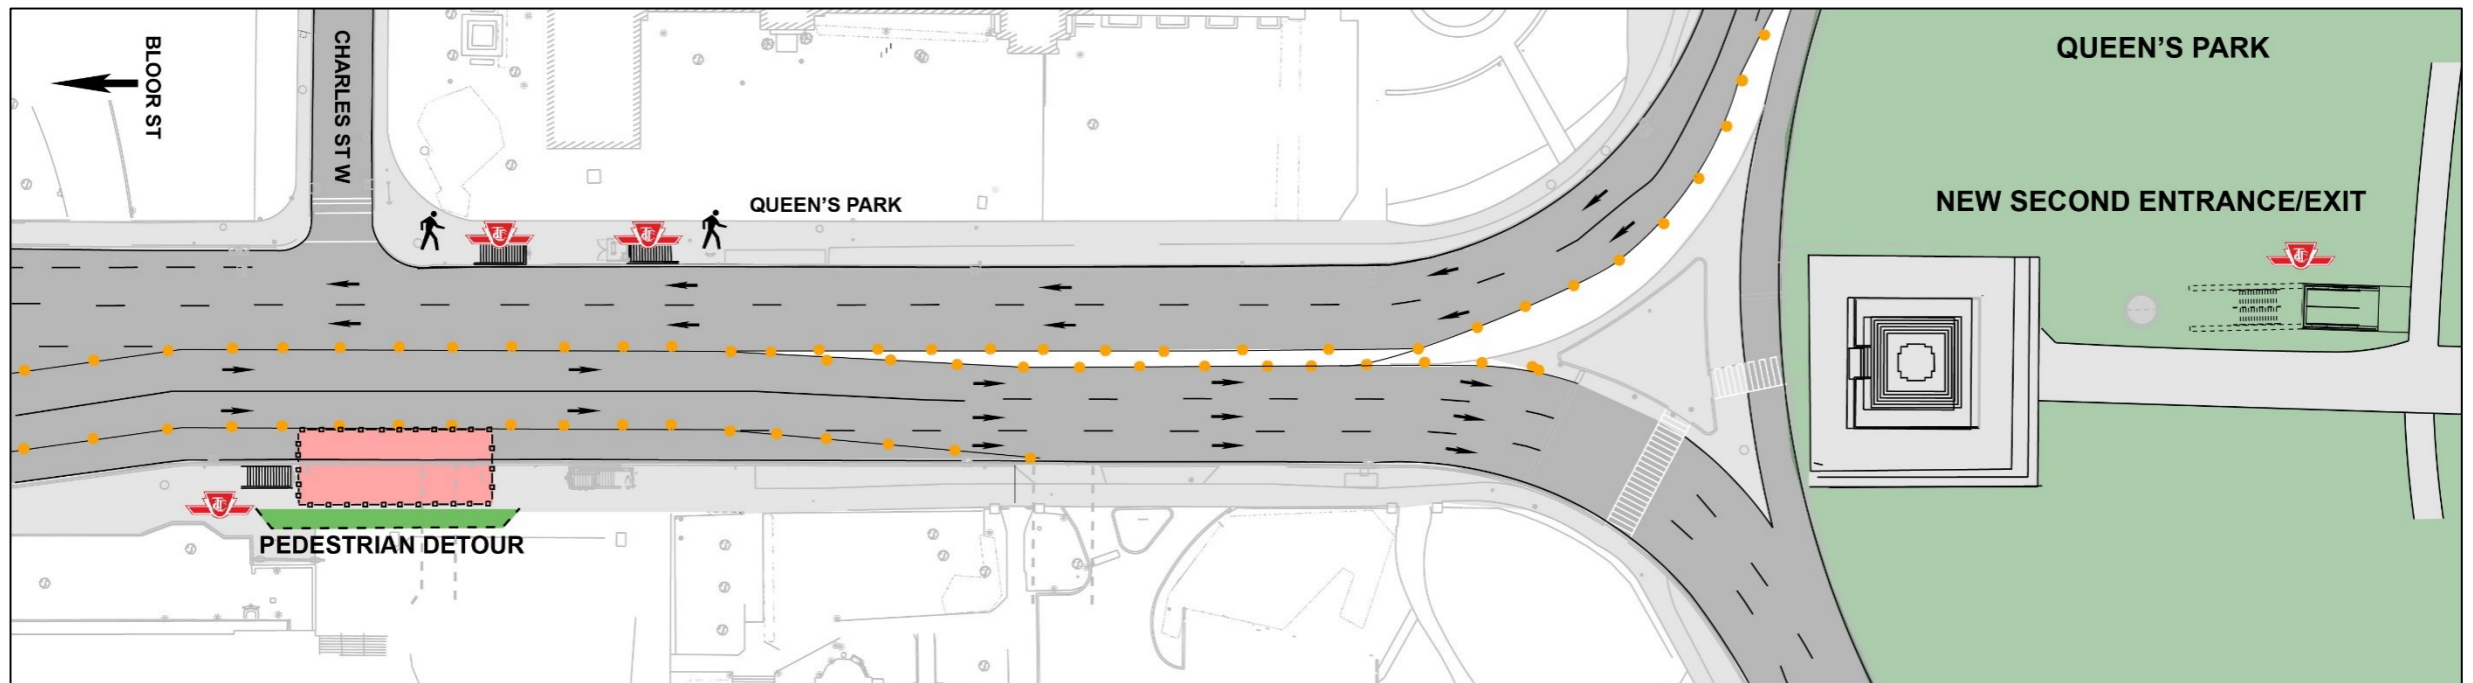 BLOOR ST
CHARLES ST W
QUEEN'S PARK
QUEEN'S PARK
NEW SECOND ENTRANCE/EXIT
PEDESTRIAN DETOUR